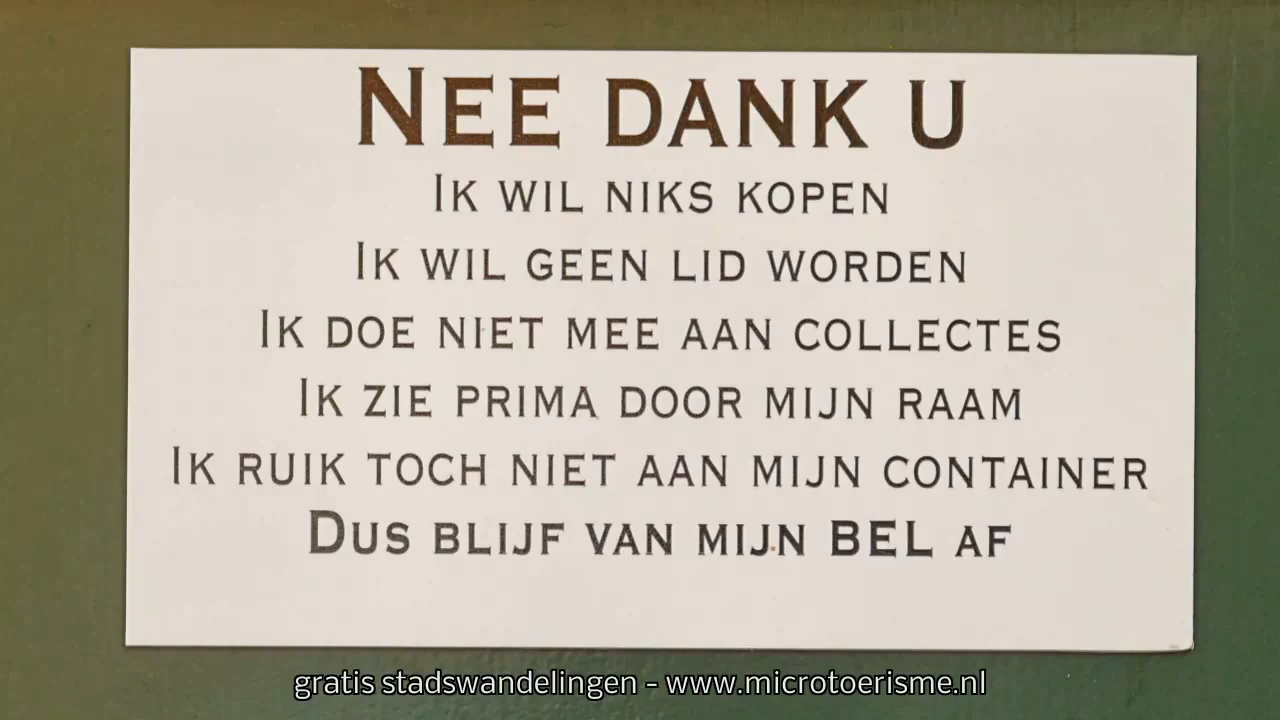 NEE DANK U
IK WIL NIKS KOPEN
IK WIL GEEN LID WORDEN
IK DOE NIET MEE AAN COLLECTES
IK ZIE PRIMA DOOR MIJN RAAM
IK RUIK TOCH NIET AAN MIJN CONTAINER
DUS BLIJF VAN MIJN BEL AF
gratis stadswandelingen - www.microtoerisme.nl